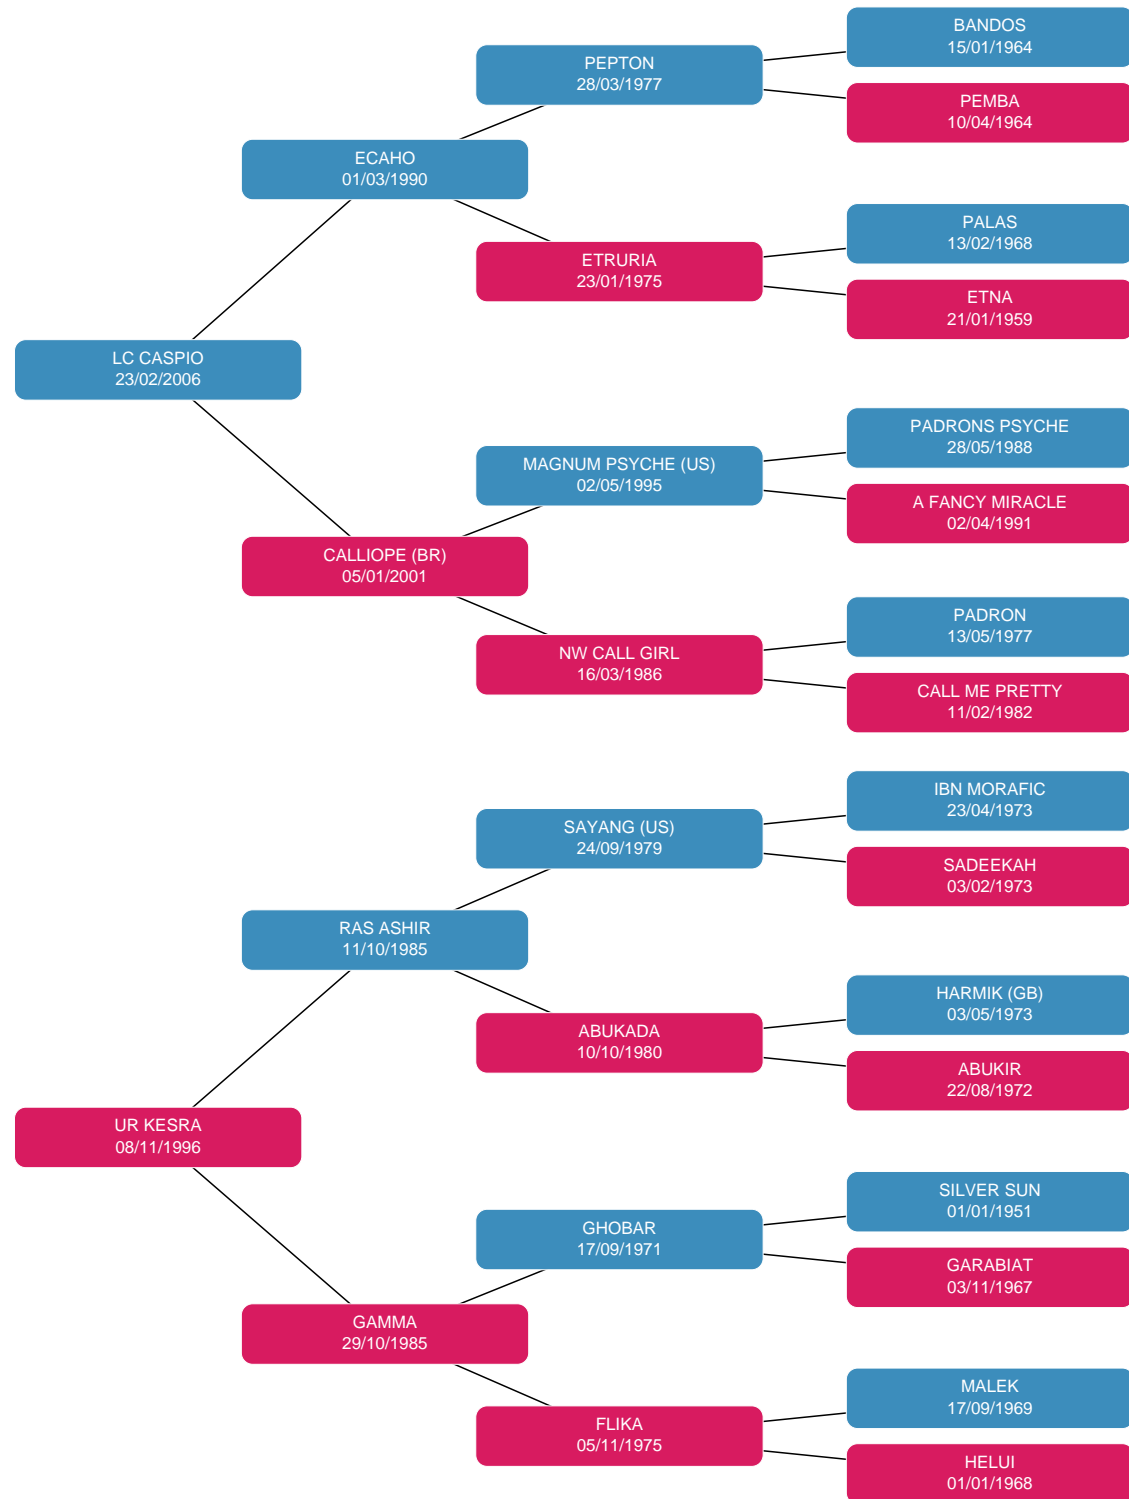 BANDOS
15/01/1964
PEPTON
28/03/1977
PEMBA
10/04/1964
ECAHO
01/03/1990
PALAS
13/02/1968
ETRURIA
23/01/1975
ETNA
21/01/1959
LC CASPIO
23/02/2006
PADRONS PSYCHE
28/05/1988
MAGNUM PSYCHE (US)
02/05/1995
A FANCY MIRACLE
02/04/1991
CALLIOPE (BR)
05/01/2001
PADRON
13/05/1977
NW CALL GIRL
16/03/1986
CALL ME PRETTY
11/02/1982
IBN MORAFIC
23/04/1973
SAYANG (US)
24/09/1979
SADEEKAH
03/02/1973
RAS ASHIR
11/10/1985
HARMIK (GB)
03/05/1973
ABUKADA
10/10/1980
ABUKIR
22/08/1972
UR KESRA
08/11/1996
SILVER SUN
01/01/1951
GHOBAR
17/09/1971
GARABIAT
03/11/1967
GAMMA
29/10/1985
MALEK
17/09/1969
FLIKA
05/11/1975
HELUI
01/01/1968